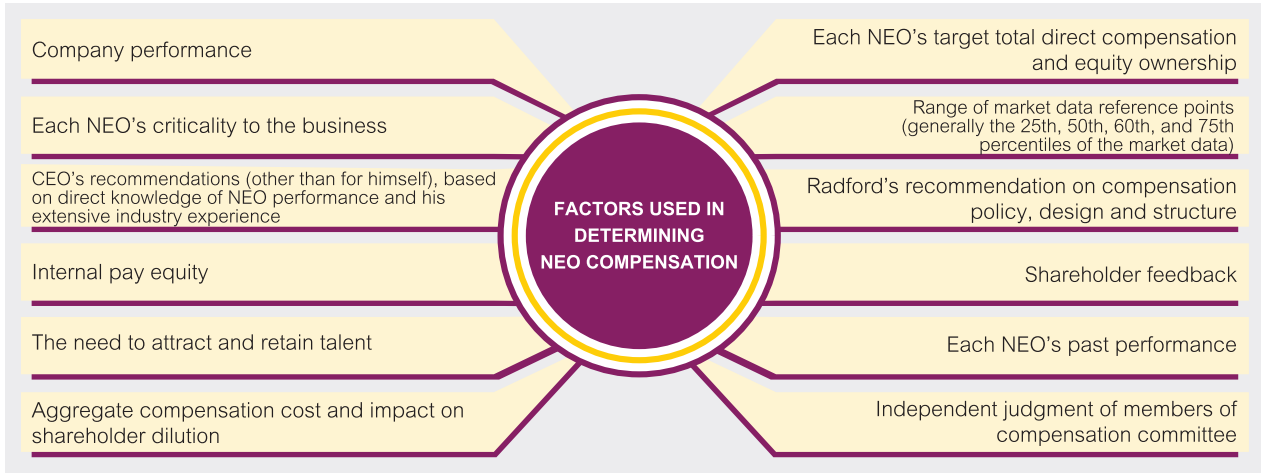 Company performance
Each NEO’s criticality to the business
CEO’s recommendations (other than for himself), based
on direct knowledge of NEO performance and his
extensive industry experience
Internal pay equity
The need to attract and retain talent
Aggregate compensation cost and impact on
shareholder dilution
FACTORS USED IN
DETERMINING
NEO COMPENSATION
Each NEO’s target total direct compensation
and equity ownership
Range of market data reference points
(generally the 25th, 50th, 60th, and 75th
percentiles of the market data)
Radford’s recommendation on compensation
policy, design and structure
Shareholder feedback
Each NEO’s past performance
Independent judgment of members of
compensation committee